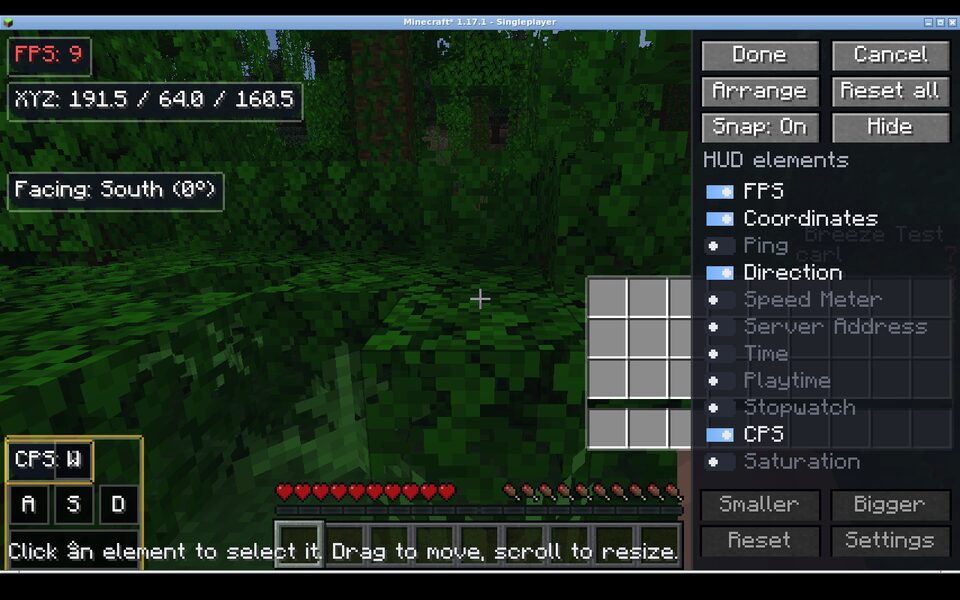 Minecraft* 1.17.1 - Singleplayer
FPS: 9
XYZ: 191.5 / 64.0 / 160.5
Facing: South (0°)
Done
Cancel
Arrange
Reset all
Snap: On
Hide
HUD elements
FPS
Coordinates
Ping
Direction
Speed Meter
Server Address
Time
Playtime
Stopwatch
CPS
Saturation
Breeze Test
CPS: W
A S D
Click an element to select it. Drag to move, scroll to resize.
Smaller
Bigger
Reset
Settings